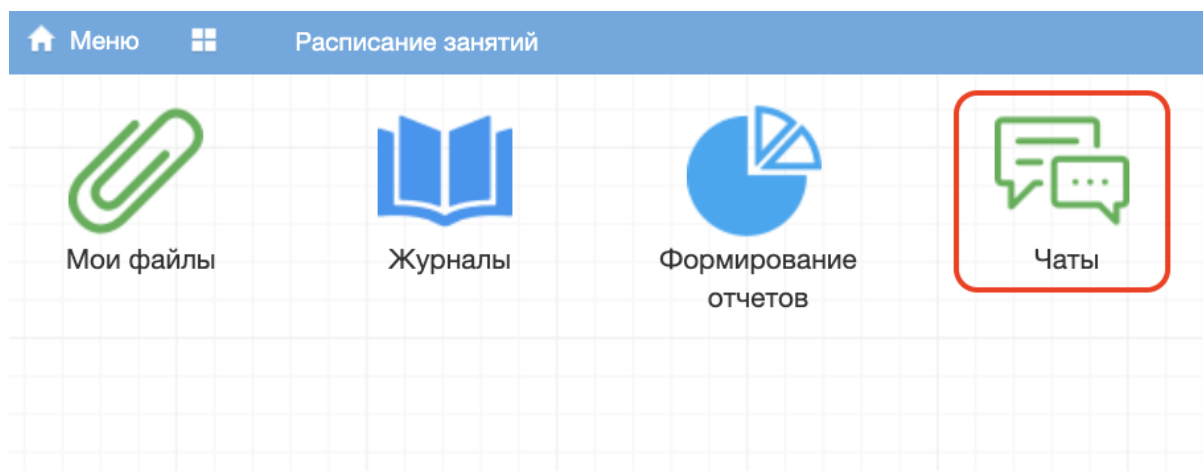 Меню
Расписание занятий
Мои файлы
Журналы
Формирование
отчетов
Чаты